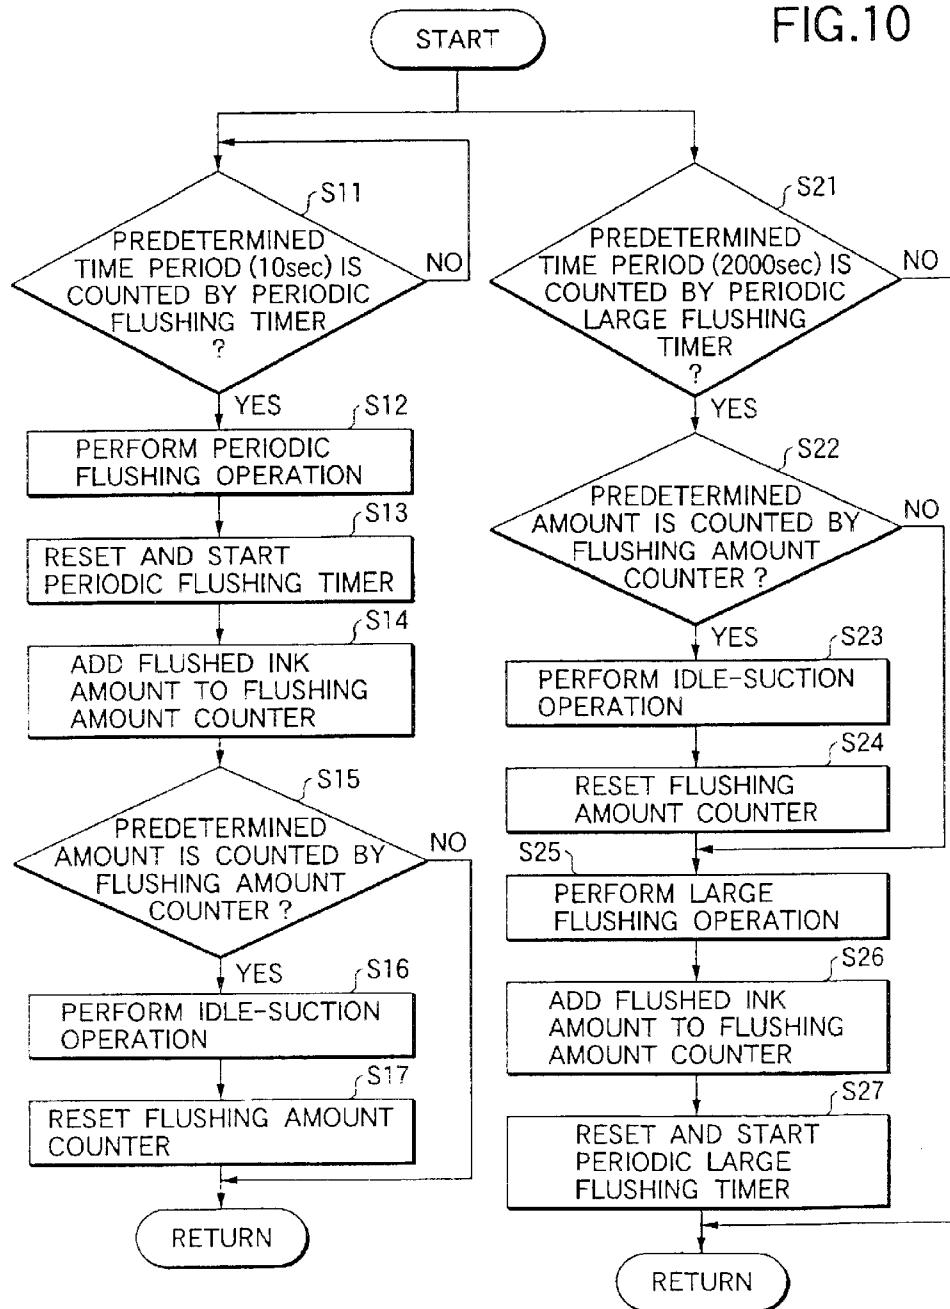 FIG.10
START
S11
PREDETERMINED
TIME PERIOD (10sec) IS
COUNTED BY PERIODIC
FLUSHING TIMER
?
NO
YES
S12
PERFORM PERIODIC
FLUSHING OPERATION
S13
RESET AND START
PERIODIC FLUSHING TIMER
S14
ADD FLUSHED INK
AMOUNT TO FLUSHING
AMOUNT COUNTER
S15
PREDETERMINED
AMOUNT IS COUNTED BY
FLUSHING AMOUNT
COUNTER ?
NO
YES
S16
PERFORM IDLE-SUCTION
OPERATION
S17
RESET FLUSHING AMOUNT
COUNTER
RETURN
S21
PREDETERMINED
TIME PERIOD (2000sec) IS
COUNTED BY PERIODIC
LARGE FLUSHING
TIMER
?
NO
YES
S22
PREDETERMINED
AMOUNT IS COUNTED BY
FLUSHING AMOUNT
COUNTER ?
NO
YES
S23
PERFORM IDLE-SUCTION
OPERATION
S24
RESET FLUSHING
AMOUNT COUNTER
S25
PERFORM LARGE
FLUSHING OPERATION
S26
ADD FLUSHED INK
AMOUNT TO FLUSHING
AMOUNT COUNTER
S27
RESET AND START
PERIODIC LARGE
FLUSHING TIMER
RETURN